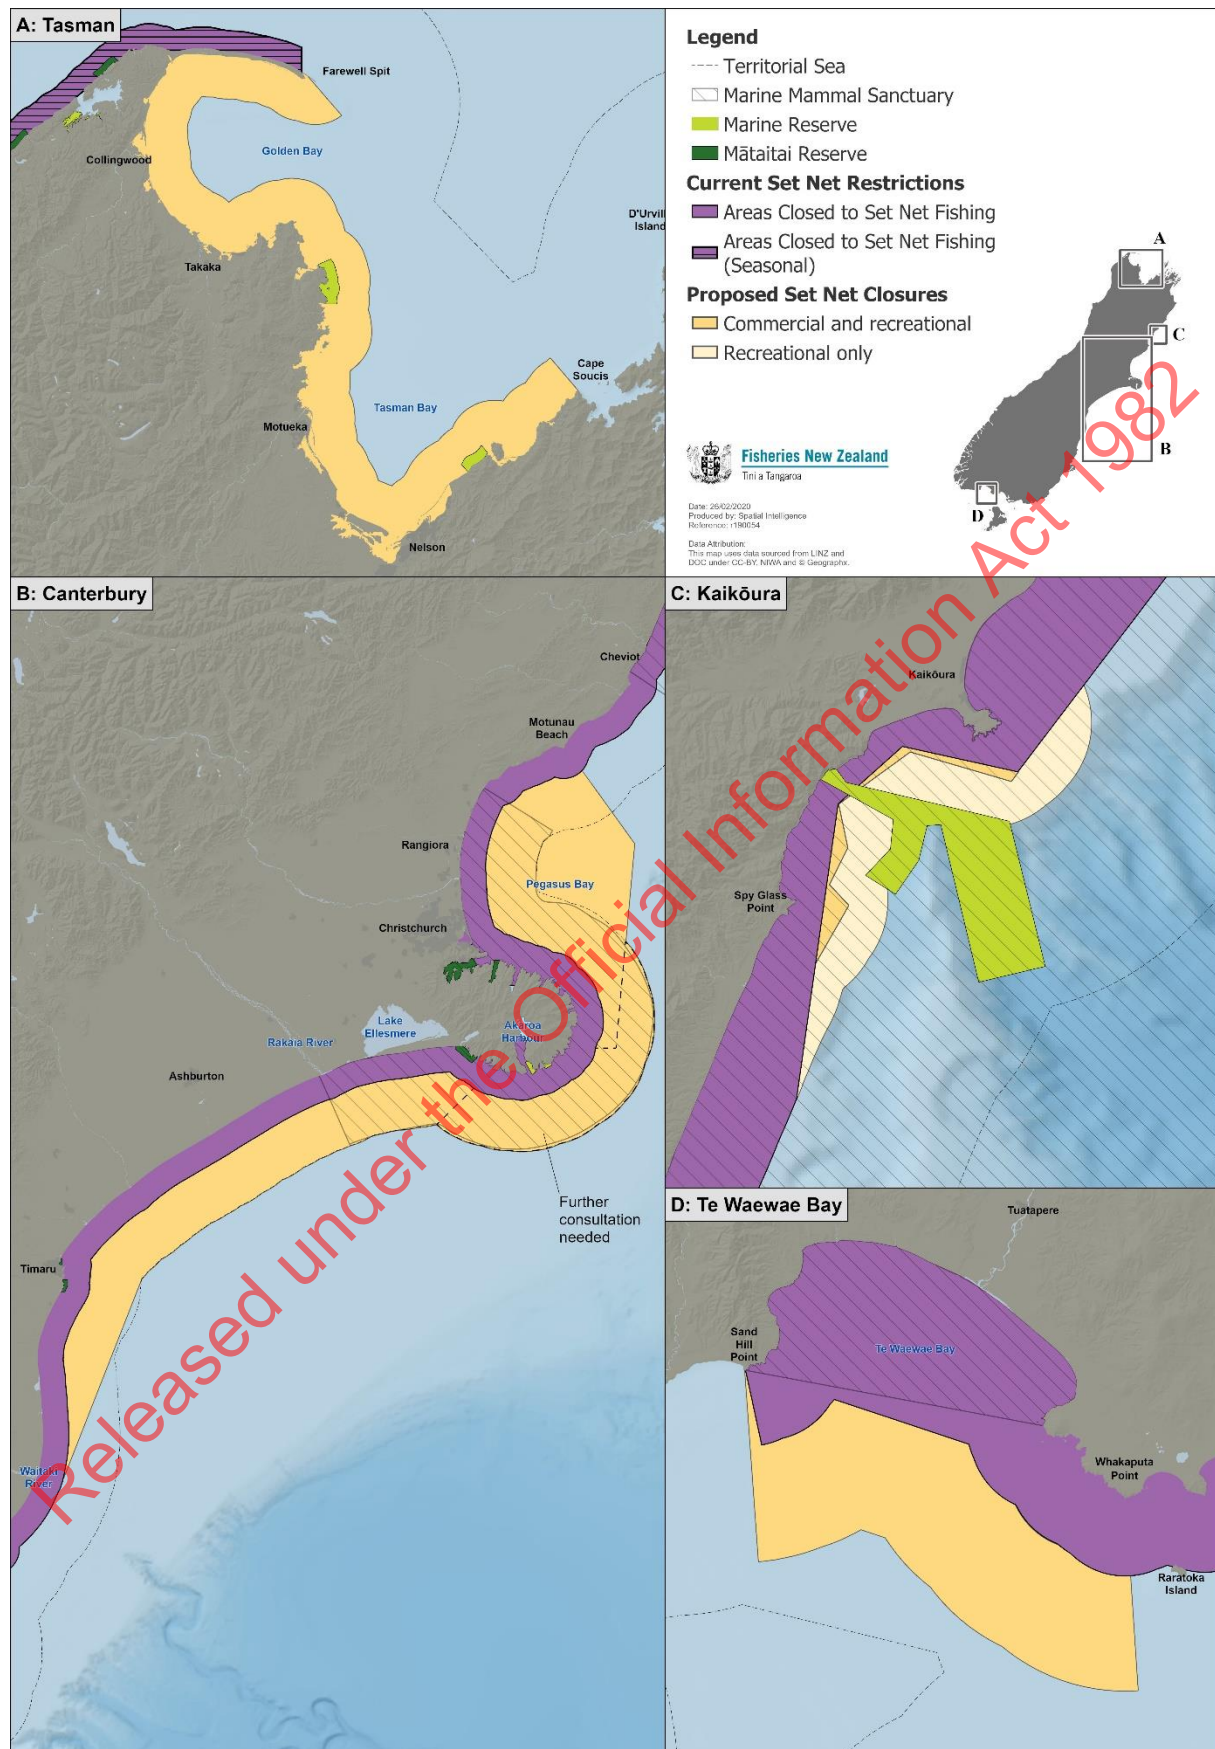 A: Tasman
Farewell Spit
Collingwood
Golden Bay
D'Urvill
Island
Takaka
Cape
Soucis
Tasman Bay
Motueka
Nelson
Legend
Territorial Sea
Marine Mammal Sanctuary
Marine Reserve
Mātaitai Reserve
Current Set Net Restrictions
Areas Closed to Set Net Fishing
Areas Closed to Set Net Fishing
(Seasonal)
Proposed Set Net Closures
Commercial and recreational
Recreational only
A
C
B
D
Fisheries New Zealand
Tini a Tangaroa
Date: 26/02/2020
Produced by: Spatial Intelligence
Reference: r190054
Data Attribution:
This map uses data sourced from LINZ and
DOC under CC-BY, NIWA and © Geographx.
B: Canterbury
Cheviot
Motunau
Beach
Rangiora
Pegasus Bay
Christchurch
Lake
Ellesmere
Akaroa
Harbour
Rakaia River
Ashburton
Further
consultation
needed
Timaru
Waitaki
River
C: Kaikōura
Kaikōura
Spy Glass
Point
D: Te Waewae Bay
Tuatapere
Sand
Hill
Point
Te Waewae Bay
Whakaputa
Point
Raratoka
Island
Released under the Official Information Act 1982